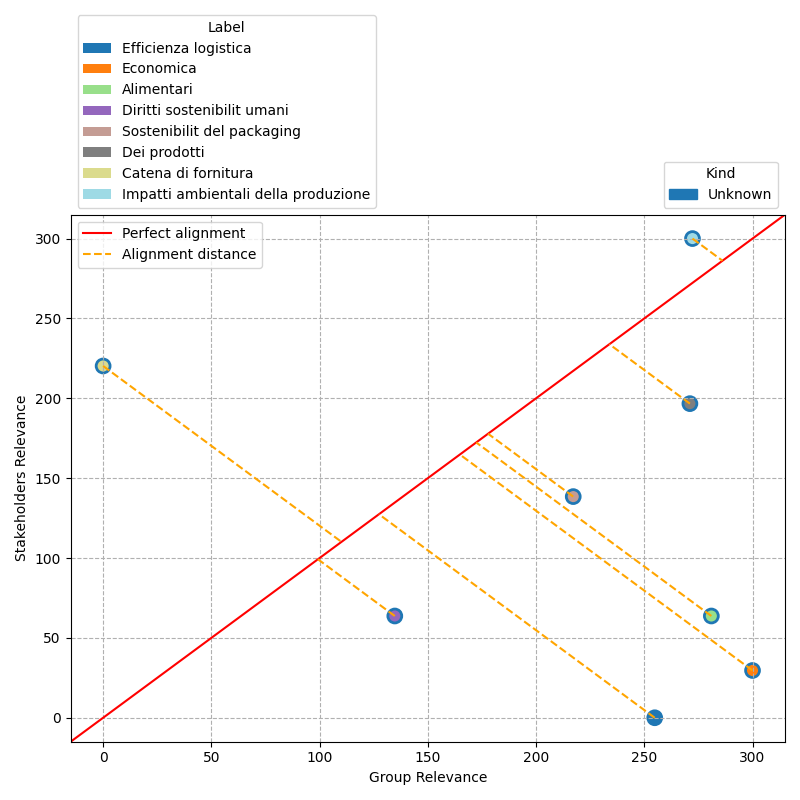 Label
Efficienza logistica
Economica
Alimentari
Diritti sostenibilit umani
Sostenibilit del packaging
Dei prodotti
Catena di fornitura
Impatti ambientali della produzione
Kind
Unknown
Perfect alignment
Alignment distance
300
250
200
150
100
50
0
Stakeholders Relevance
0 50 100 150 200 250 300
Group Relevance